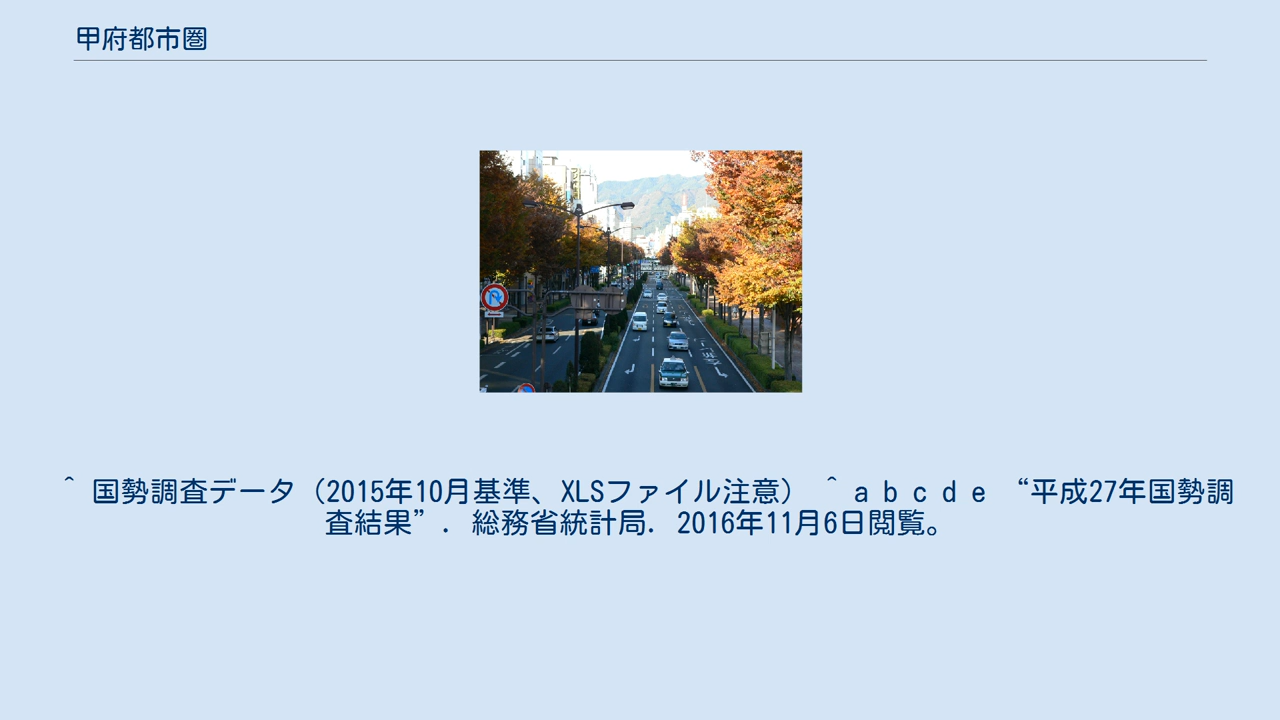 甲府都市圏
^ 国勢調査データ（2015年10月基準、XLSファイル注意） ^ a b c d e “平成27年国勢調
査結果”. 総務省統計局. 2016年11月6日閲覧。